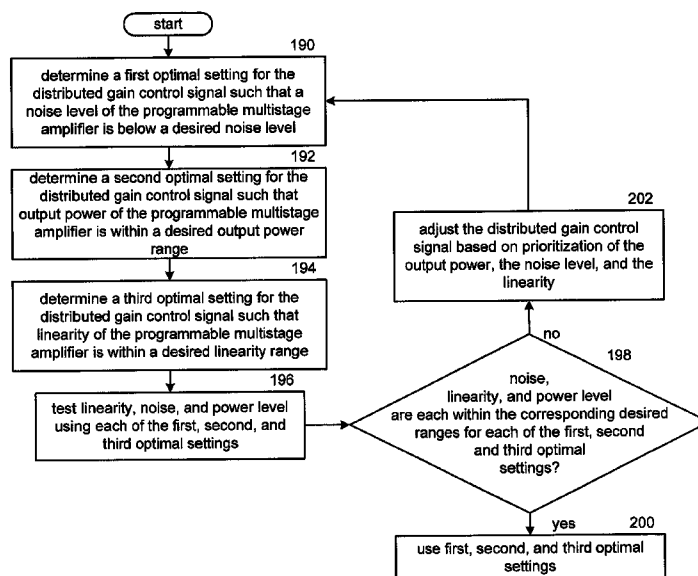 start
190
determine a first optimal setting for the
distributed gain control signal such that a
noise level of the programmable multistage
amplifier is below a desired noise level
192
determine a second optimal setting for the
distributed gain control signal such that
output power of the programmable multistage
amplifier is within a desired output power
range
194
determine a third optimal setting for the
distributed gain control signal such that
linearity of the programmable multistage
amplifier is within a desired linearity range
196
test linearity, noise, and power level
using each of the first, second, and
third optimal settings
202
adjust the distributed gain control
signal based on prioritization of the
output power, the noise level, and the
linearity
no
198
noise,
linearity, and power level
are each within the corresponding desired
ranges for each of the first, second
and third optimal
settings?
yes
200
use first, second, and third optimal
settings